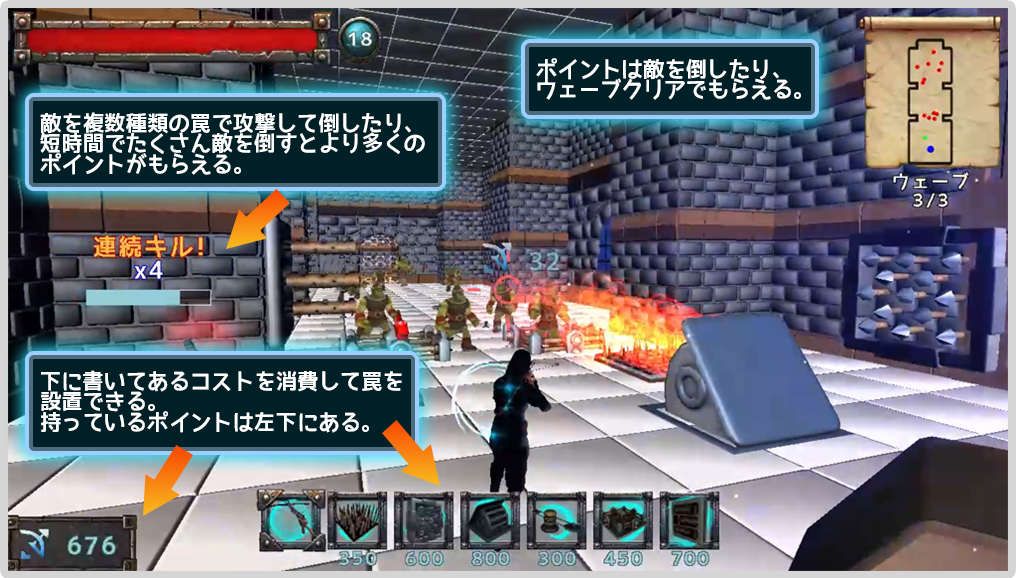 18
ポイントは敵を倒したり、
ウェーブクリアでもらえる。
敵を複数種類の罠で攻撃して倒したり、
短時間でたくさん敵を倒すとより多くの
ポイントがもらえる。
ウェーブ
3/3
連続キル!
x4
32
下に書いてあるコストを消費して罠を
設置できる。
持っているポイントは左下にある。
676
350 600 800 300 450 700